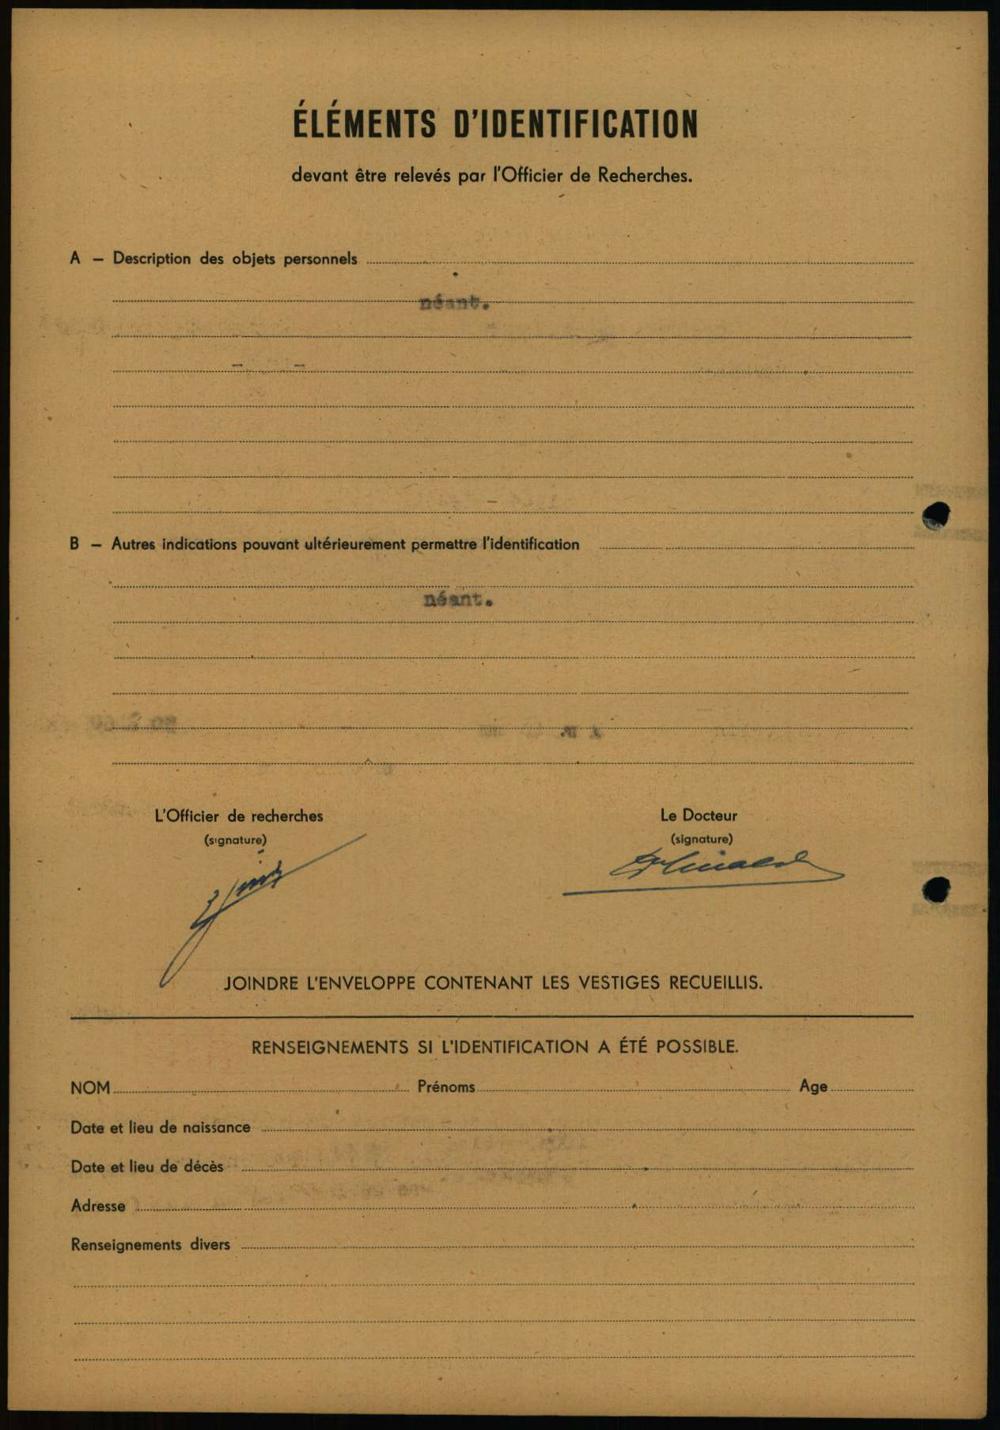 ÉLÉMENTS D'IDENTIFICATION
devant être relevés par l'Officier de Recherches.
A – Description des objets personnels
néant.
B – Autres indications pouvant ultérieurement permettre l'identification
néant.
L'Officier de recherches
(signature)
Le Docteur
(signature)
JOINDRE L'ENVELOPPE CONTENANT LES VESTIGES RECUEILLIS.
RENSEIGNEMENTS SI L'IDENTIFICATION A ÉTÉ POSSIBLE.
NOM Prénoms Age
Date et lieu de naissance
Date et lieu de décès
Adresse
Renseignements divers